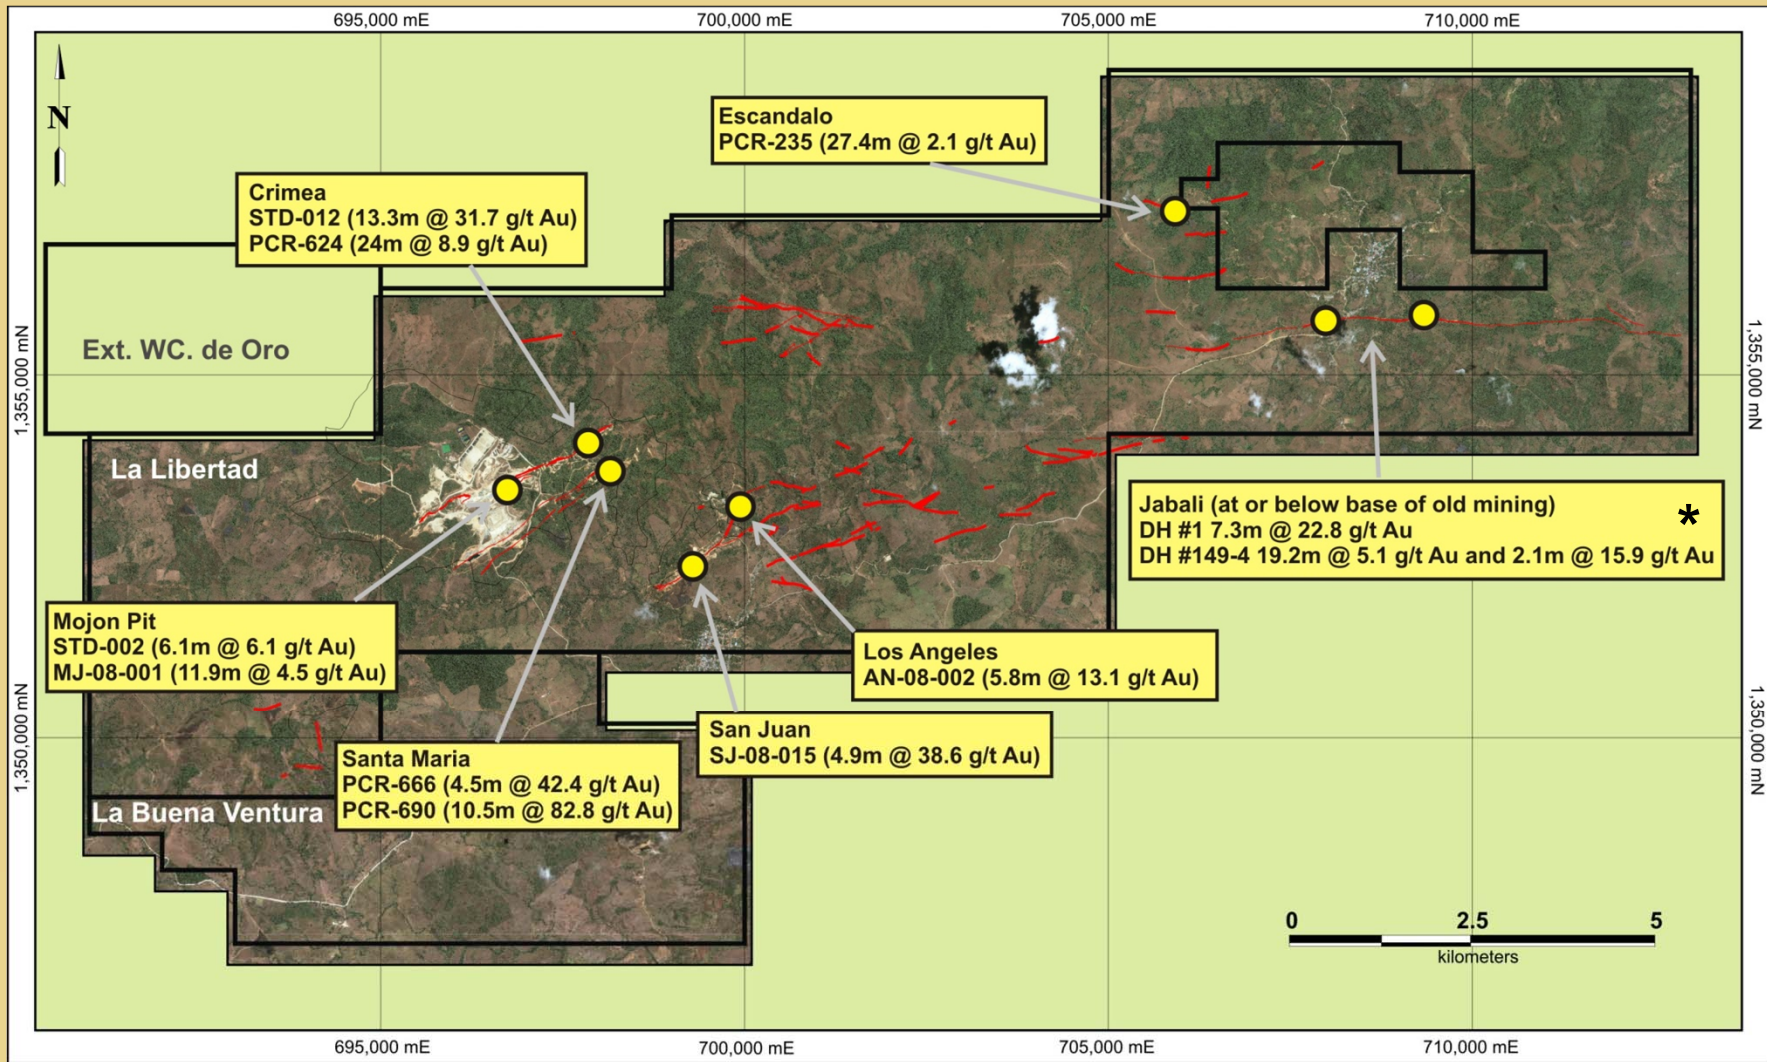 695,000 mE
700,000 mE
705,000 mE
710,000 mE
N
Escandalo
PCR-235 (27.4m @ 2.1 g/t Au)
Crimea
STD-012 (13.3m @ 31.7 g/t Au)
PCR-624 (24m @ 8.9 g/t Au)
Ext. WC. de Oro
1,355,000 mN
1,355,000 mN
La Libertad
Jabali (at or below base of old mining)
DH #1 7.3m @ 22.8 g/t Au
DH #149-4 19.2m @ 5.1 g/t Au and 2.1m @ 15.9 g/t Au
*
Mojon Pit
STD-002 (6.1m @ 6.1 g/t Au)
MJ-08-001 (11.9m @ 4.5 g/t Au)
Los Angeles
AN-08-002 (5.8m @ 13.1 g/t Au)
San Juan
SJ-08-015 (4.9m @ 38.6 g/t Au)
Santa Maria
PCR-666 (4.5m @ 42.4 g/t Au)
PCR-690 (10.5m @ 82.8 g/t Au)
1,350,000 mN
1,350,000 mN
La Buena Ventura
0 2.5 5
kilometers
695,000 mE
700,000 mE
705,000 mE
710,000 mE